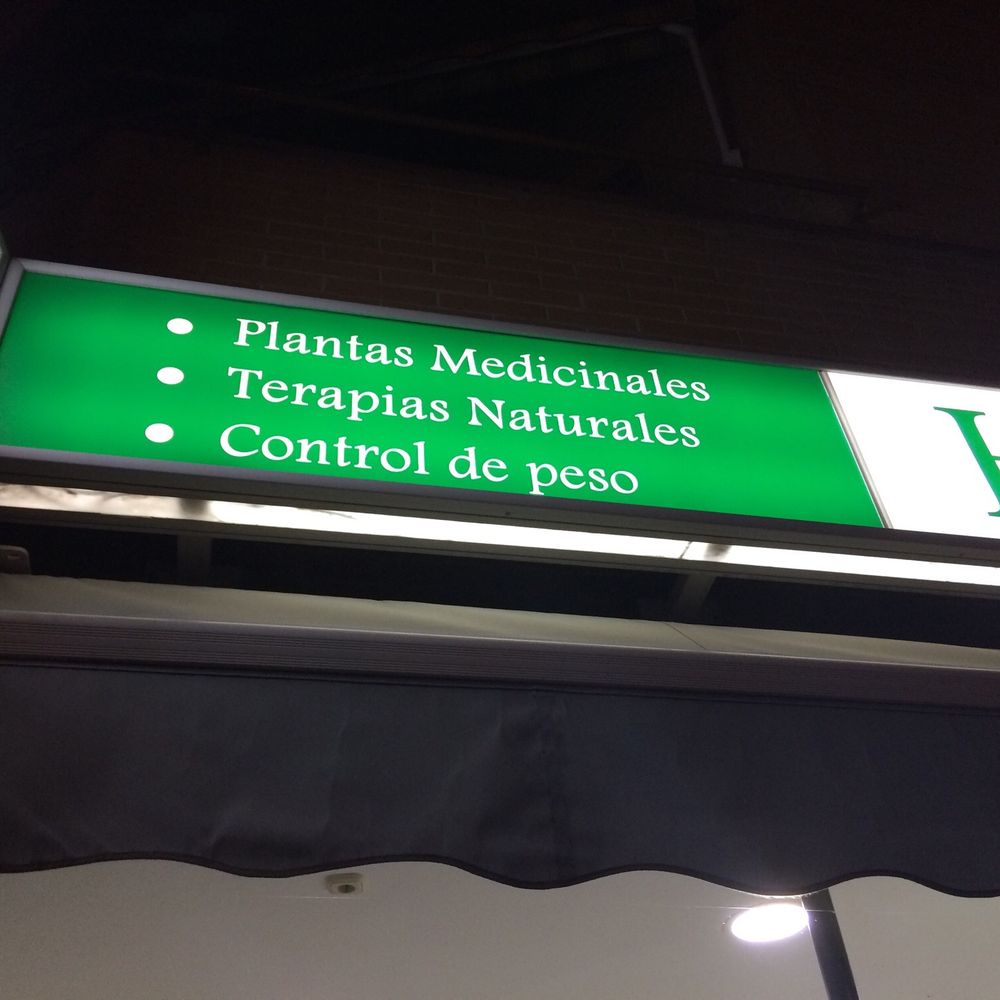 • Plantas Medicinales
• Terapias Naturales
• Control de peso